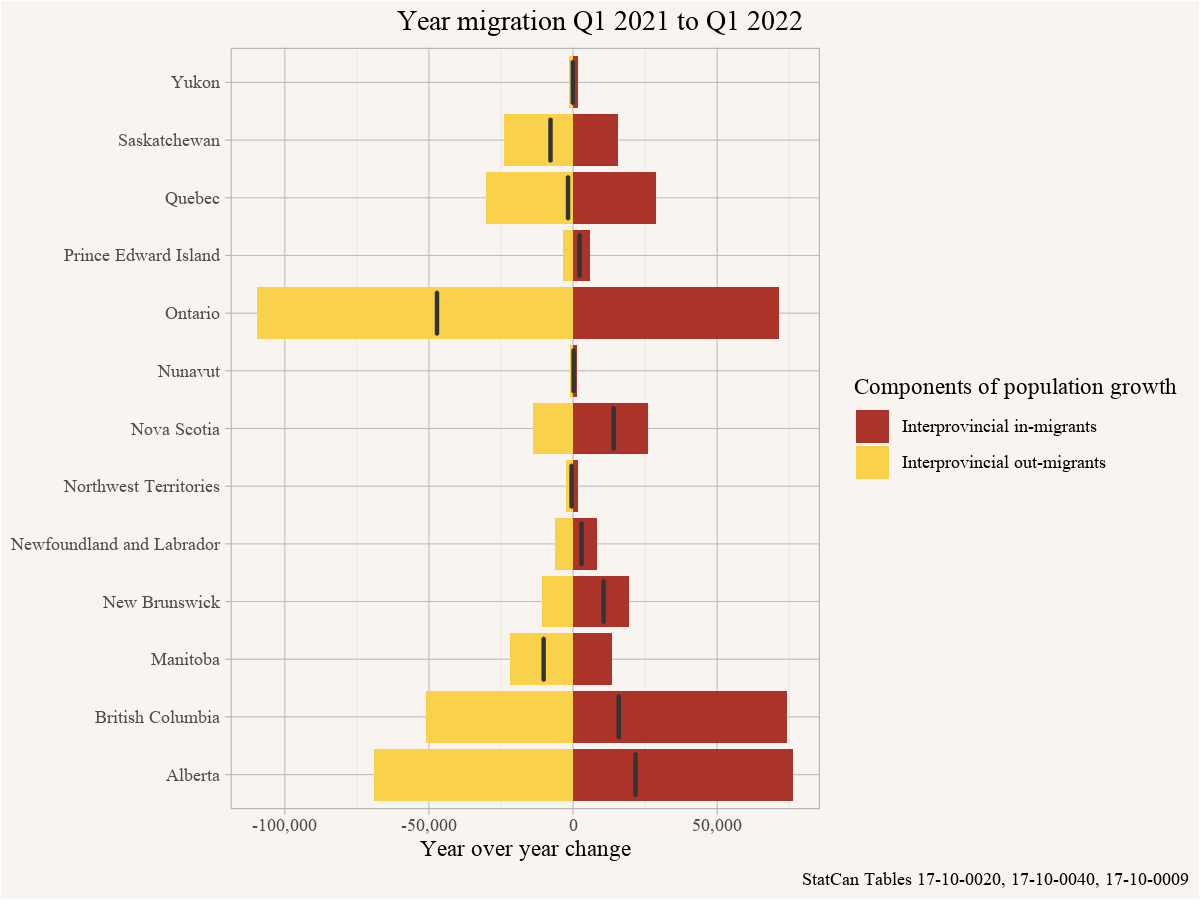 Year migration Q1 2021 to Q1 2022
Yukon
Saskatchewan
Quebec
Prince Edward Island
Ontario
Nunavut
Nova Scotia
Northwest Territories
Newfoundland and Labrador
New Brunswick
Manitoba
British Columbia
Alberta
-100,000 -50,000 0 50,000
Year over year change
Components of population growth
Interprovincial in-migrants
Interprovincial out-migrants
StatCan Tables 17-10-0020, 17-10-0040, 17-10-0009